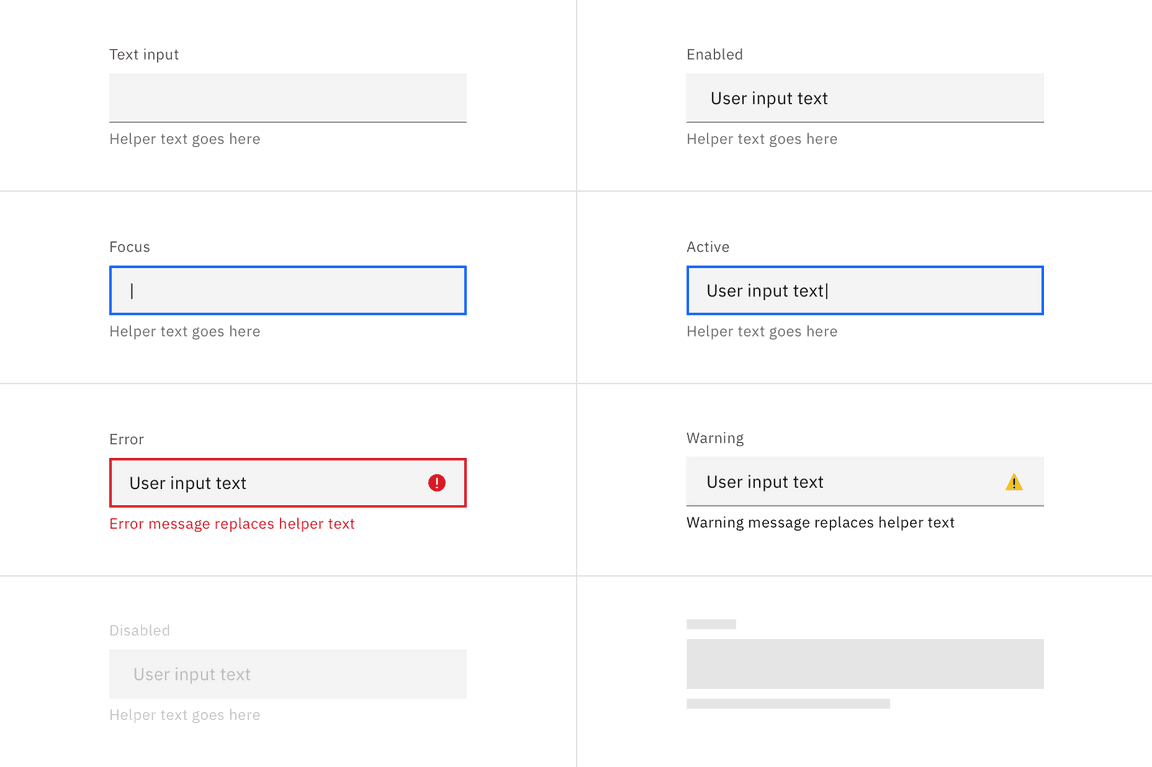 Text input
Helper text goes here
Enabled
User input text
Helper text goes here
Focus
Helper text goes here
Active
User input text
Helper text goes here
Error
User input text
Error message replaces helper text
Warning
User input text
Warning message replaces helper text
Disabled
User input text
Helper text goes here